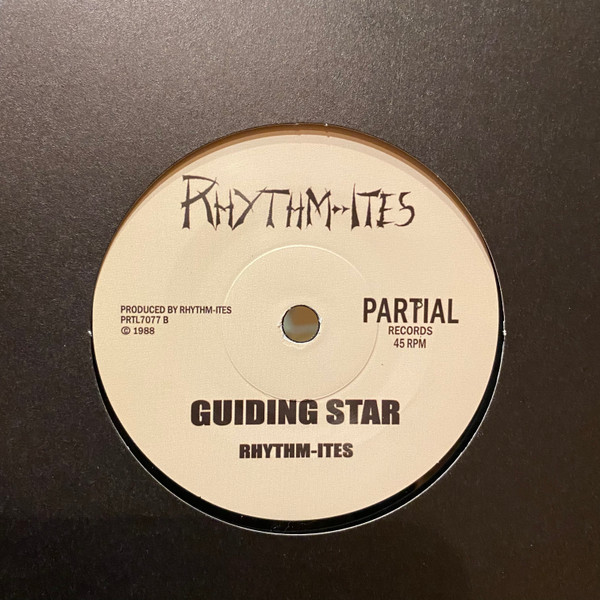 RHYTHM-ITES
PRODUCED BY RHYTHM-ITES
PRTL7077 B
© 1988
PARTIAL
RECORDS
45 RPM
GUIDING STAR
RHYTHM-ITES